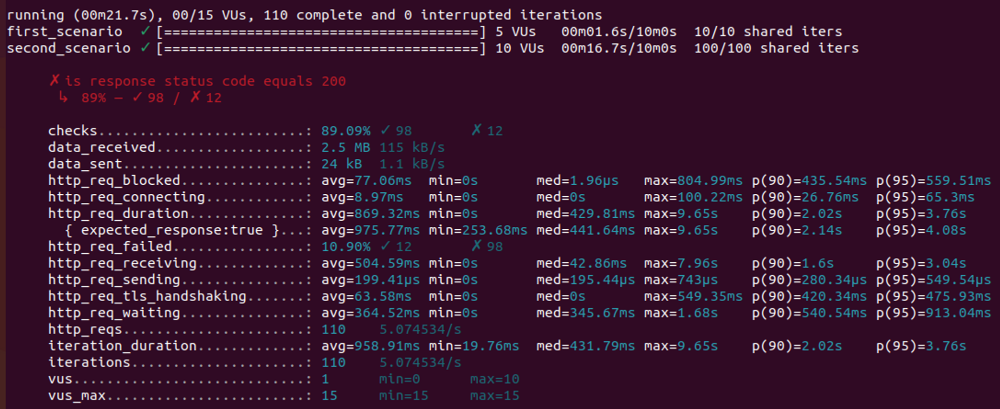 running (00m21.7s), 00/15 VUs, 110 complete and 0 interrupted iterations
first_scenario  ✓ [======================================] 5 VUs   00m01.6s/10m0s  10/10 shared iters
second_scenario ✓ [======================================] 10 VUs  00m16.7s/10m0s  100/100 shared iters
✗ is response status code equals 200
↳  89% — ✓ 98 / ✗ 12
checks.........................: 89.09% ✓ 98       ✗ 12
data_received..................: 2.5 MB 115 kB/s
data_sent......................: 24 kB  1.1 kB/s
http_req_blocked...............: avg=77.06ms  min=0s       med=1.96µs   max=804.99ms p(90)=435.54ms p(95)=559.51ms
http_req_connecting............: avg=8.97ms   min=0s       med=0s       max=100.22ms p(90)=26.76ms  p(95)=65.3ms
http_req_duration..............: avg=869.32ms min=0s       med=429.81ms max=9.65s    p(90)=2.02s    p(95)=3.76s
{ expected_response:true }...: avg=975.77ms min=253.68ms med=441.64ms max=9.65s    p(90)=2.14s    p(95)=4.08s
http_req_failed................: 10.90% ✓ 12       ✗ 98
http_req_receiving.............: avg=504.59ms min=0s       med=42.86ms  max=7.96s    p(90)=1.6s     p(95)=3.04s
http_req_sending...............: avg=199.41µs min=0s       med=195.44µs max=743µs    p(90)=280.34µs p(95)=549.54µs
http_req_tls_handshaking.......: avg=63.58ms  min=0s       med=0s       max=549.35ms p(90)=420.34ms p(95)=475.93ms
http_req_waiting...............: avg=364.52ms min=0s       med=345.67ms max=1.68s    p(90)=540.54ms p(95)=913.04ms
http_reqs......................: 110    5.074534/s
iteration_duration.............: avg=958.91ms min=19.76ms  med=431.79ms max=9.65s    p(90)=2.02s    p(95)=3.76s
iterations.....................: 110    5.074534/s
vus............................: 1      min=0      max=10
vus_max........................: 15     min=15     max=15